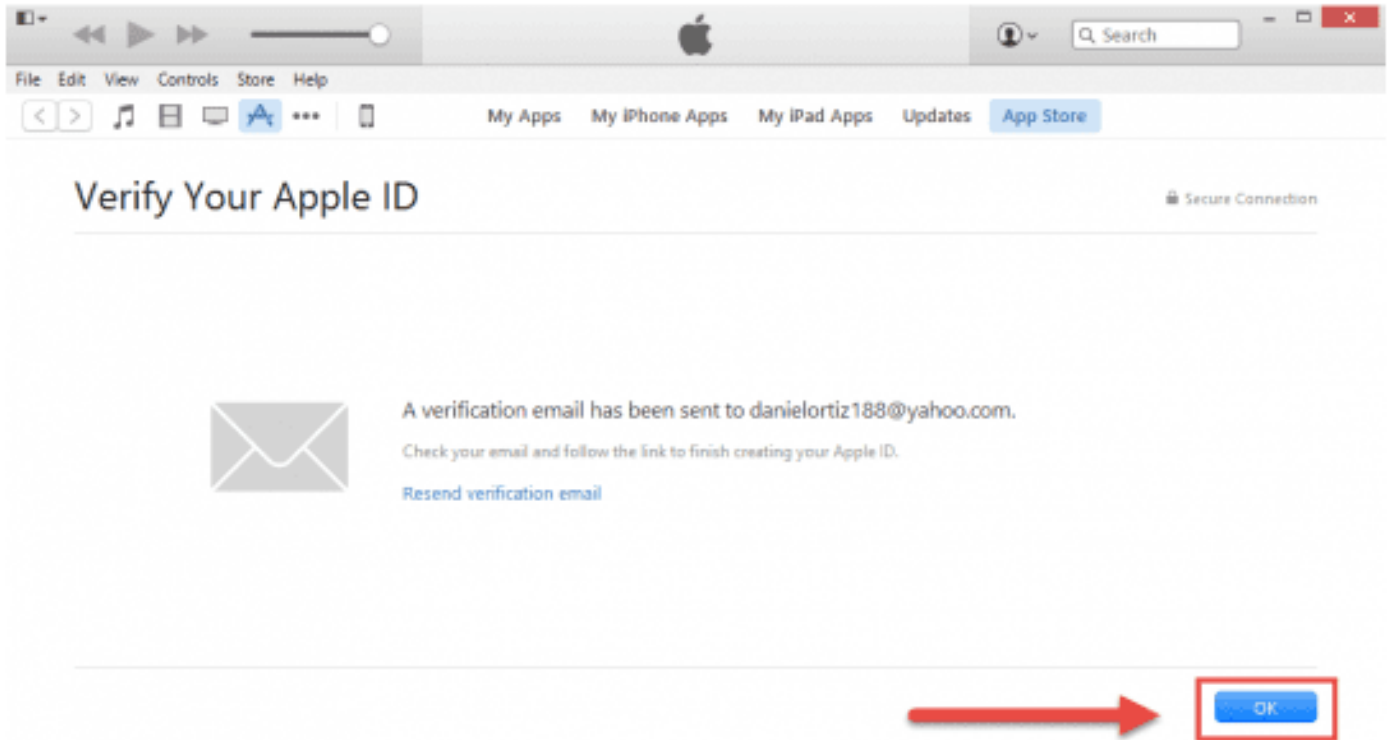 Search
File Edit View Controls Store Help
My Apps My iPhone Apps My iPad Apps Updates App Store
Verify Your Apple ID
Secure Connection
A verification email has been sent to danielortiz188@yahoo.com.
Check your email and follow the link to finish creating your Apple ID.
Resend verification email
OK